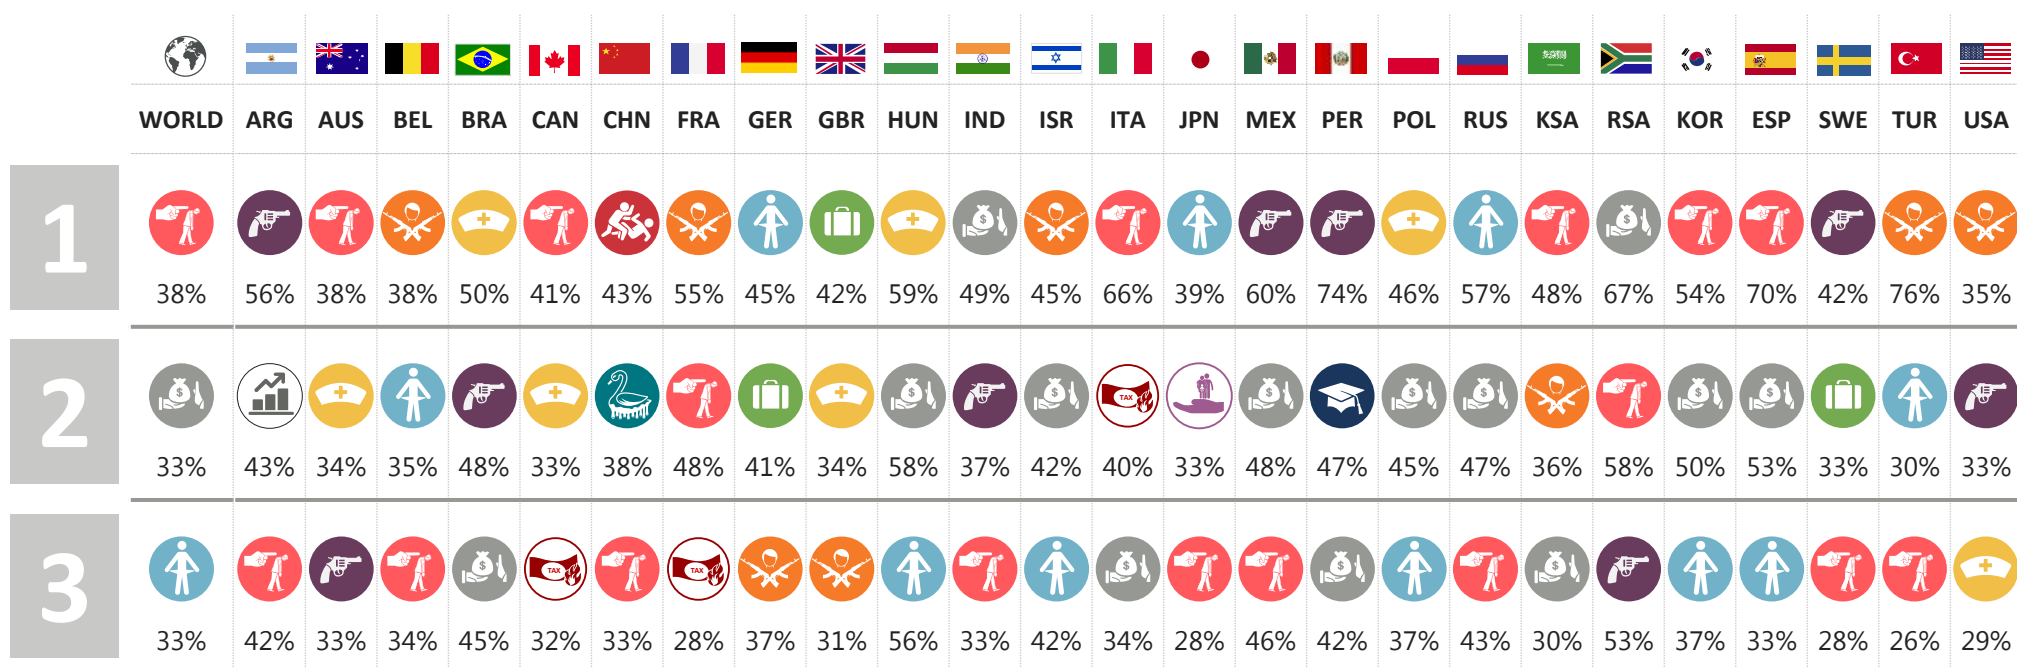 WORLD ARG AUS BEL BRA CAN CHN FRA GER GBR HUN IND ISR ITA JPN MEX PER POL RUS KSA RSA KOR ESP SWE TUR USA
1
$ $
38% 56% 38% 38% 50% 41% 43% 55% 45% 42% 59% 49% 45% 66% 39% 60% 74% 46% 57% 48% 67% 54% 70% 42% 76% 35%
2
$ $ $ TAX $ $ $ $ $
33% 43% 34% 35% 48% 33% 38% 48% 41% 34% 58% 37% 42% 40% 33% 48% 47% 45% 47% 36% 58% 50% 53% 33% 30% 33%
3
$ TAX TAX $ $ $
33% 42% 33% 34% 45% 32% 33% 28% 37% 31% 56% 33% 42% 34% 28% 46% 42% 37% 43% 30% 53% 37% 33% 28% 26% 29%